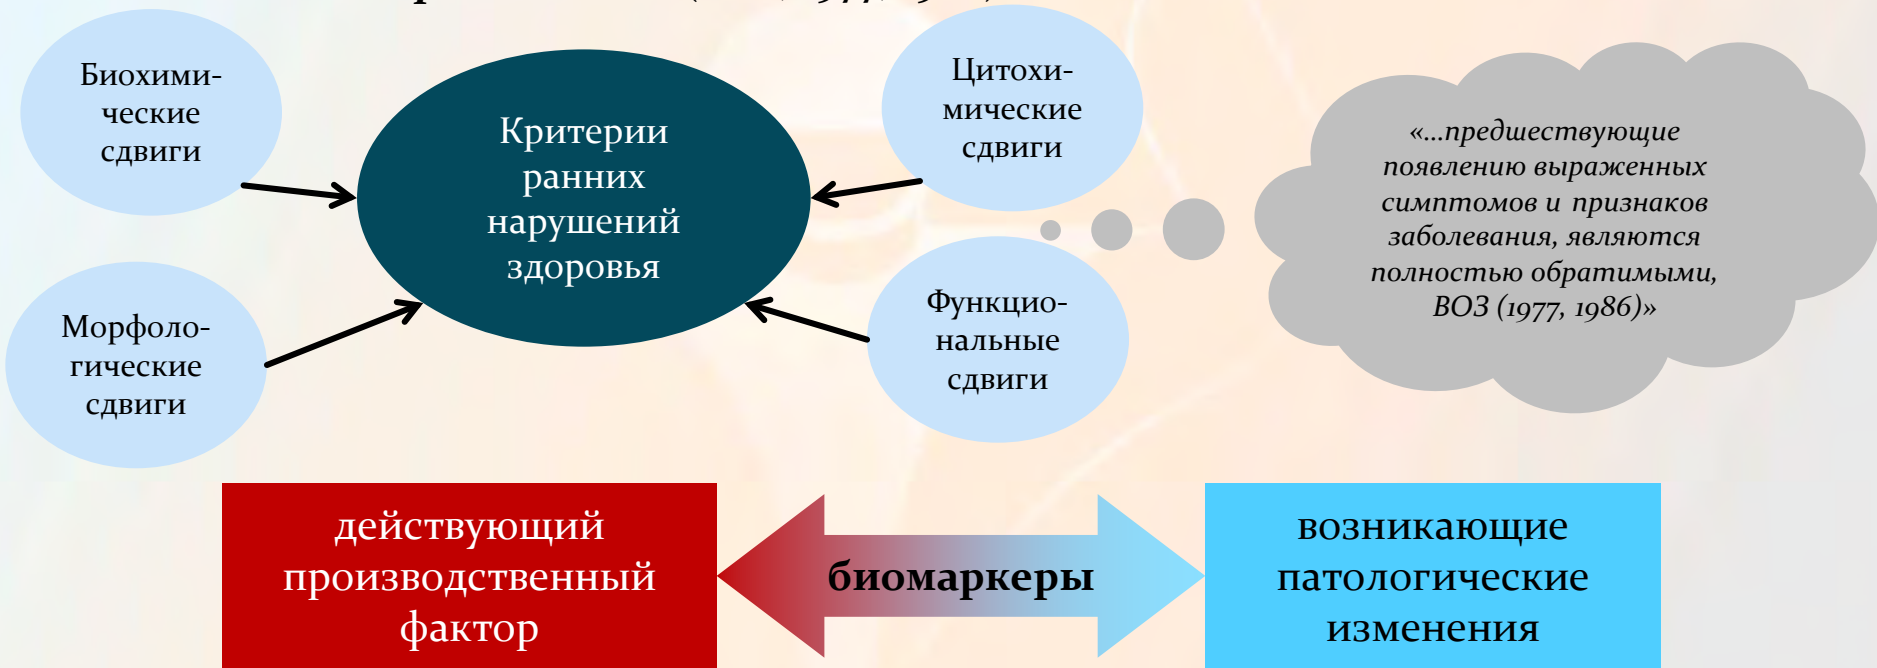 Биохими-
ческие
сдвиги
Критерии
ранних
нарушений
здоровья
Цитохи-
мические
сдвиги
«...предшествующие
появлению выраженных
симптомов и признаков
заболевания, являются
полностью обратимыми,
ВОЗ (1977, 1986)»
Морфоло-
гические
сдвиги
Функцио-
нальные
сдвиги
действующий
производственный
фактор
биомаркеры
возникающие
патологические
изменения